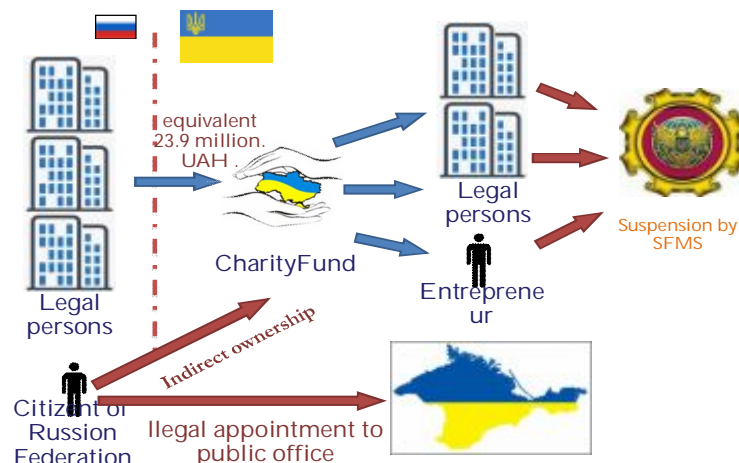 equivalent
23.9 million.
UAH .
Legal
persons
CharityFund
Legal
persons
Entreprene
ur
Suspension by
SFMS
Indirect ownership
Citizent of
Russion
Federation
Ilegal appointment to
public office